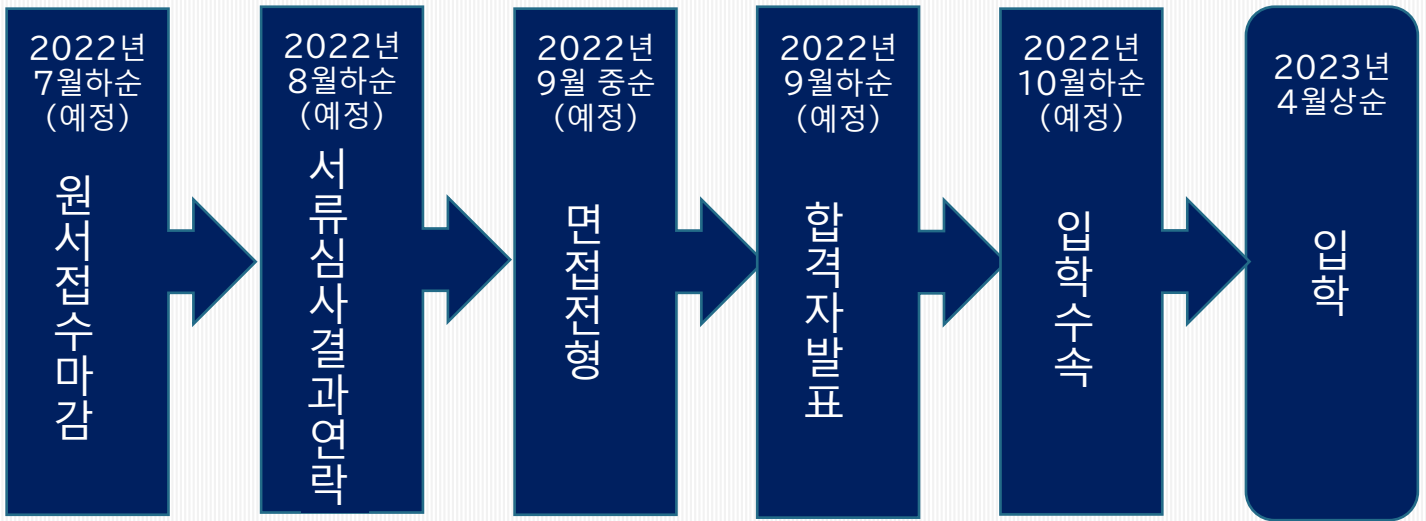 2022년
7월하순
(예정)
원서접수마감
2022년
8월하순
(예정)
서류심사결과연락
2022년
9월 중순
(예정)
면접전형
2022년
9월하순
(예정)
합격자발표
2022년
10월하순
(예정)
입학수속
2023년
4월상순
입학